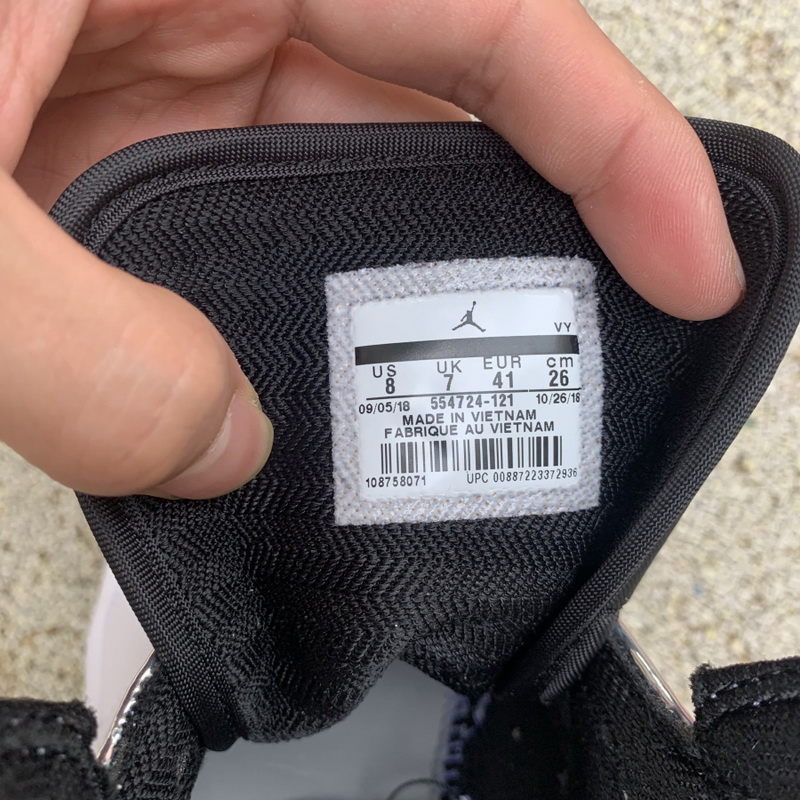 VY
US UK EUR cm
8 7 41 26
09/05/18 554724-121 10/26/18
MADE IN VIETNAM
FABRIQUE AU VIETNAM
108758071 UPC 00887223372936